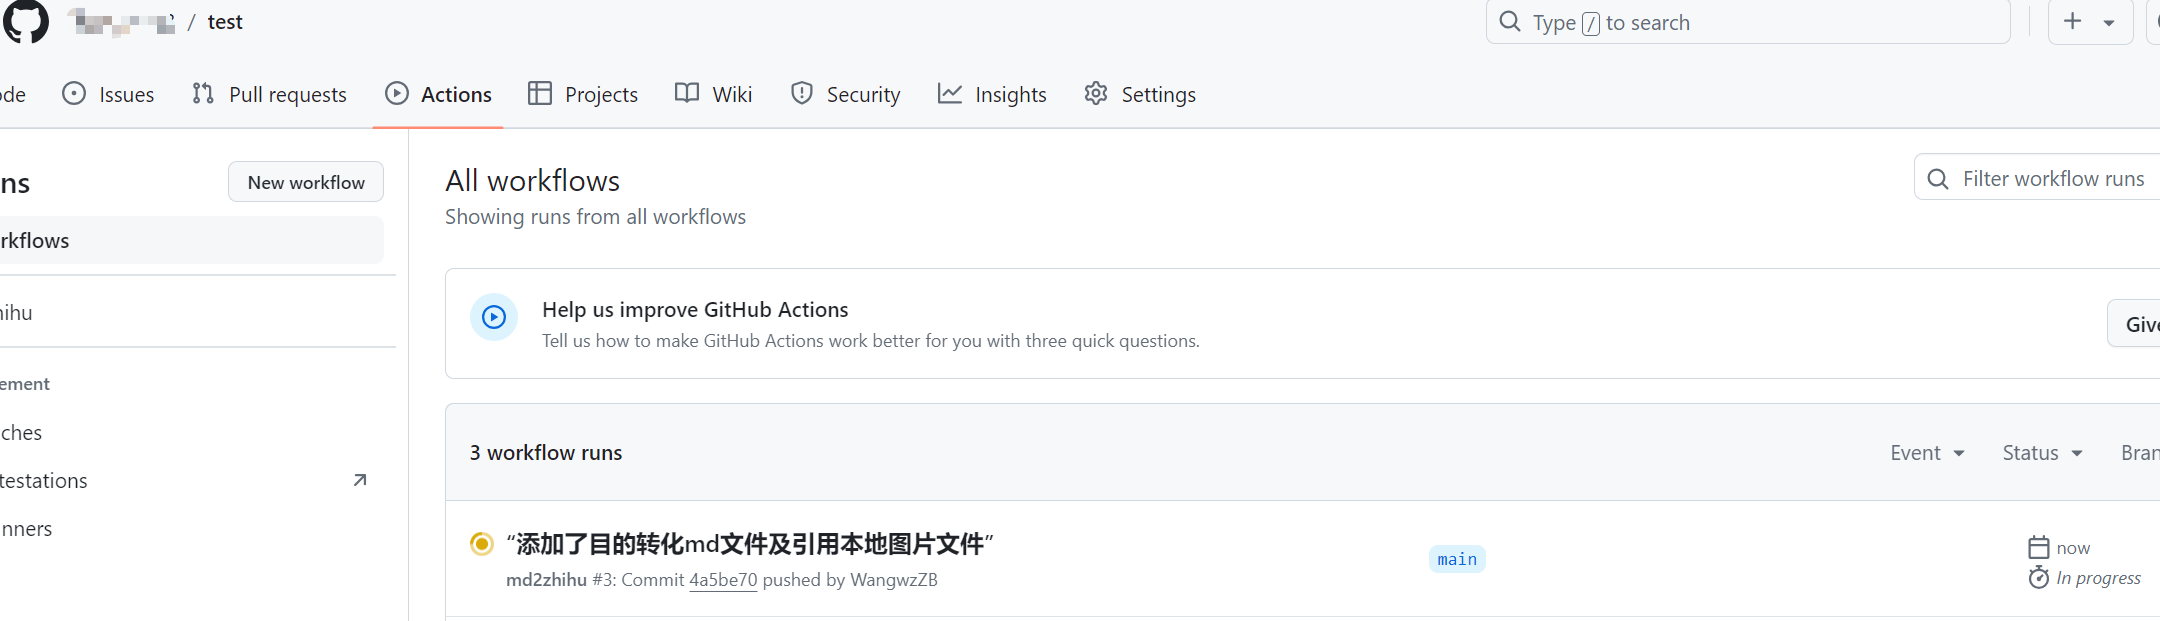 / test
Type / to search
de
Issues
Pull requests
Actions
Projects
Wiki
Security
Insights
Settings
ns
New workflow
rkflows
ihu
ement
ches
testations
nners
All workflows
Showing runs from all workflows
Filter workflow runs
Help us improve GitHub Actions
Tell us how to make GitHub Actions work better for you with three quick questions.
Give
3 workflow runs
Event
Status
Bran
“添加了目的转化md文件及引用本地图片文件”
md2zhihu #3: Commit 4a5be70 pushed by WangwzZB
main
now
In progress